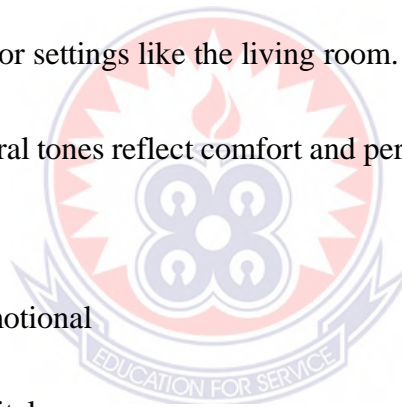 or settings like the living room.
ral tones reflect comfort and per
notional
EDUCATION FOR SERVICE